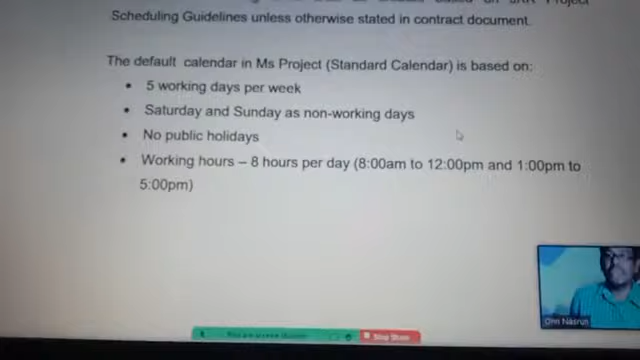 Scheduling Guidelines unless otherwise stated in contract document.
The default calendar in Ms Project (Standard Calendar) is based on:
• 5 working days per week
• Saturday and Sunday as non-working days
• No public holidays
• Working hours – 8 hours per day (8:00am to 12:00pm and 1:00pm to
5:00pm)
Onn Nasrun
Stop Share